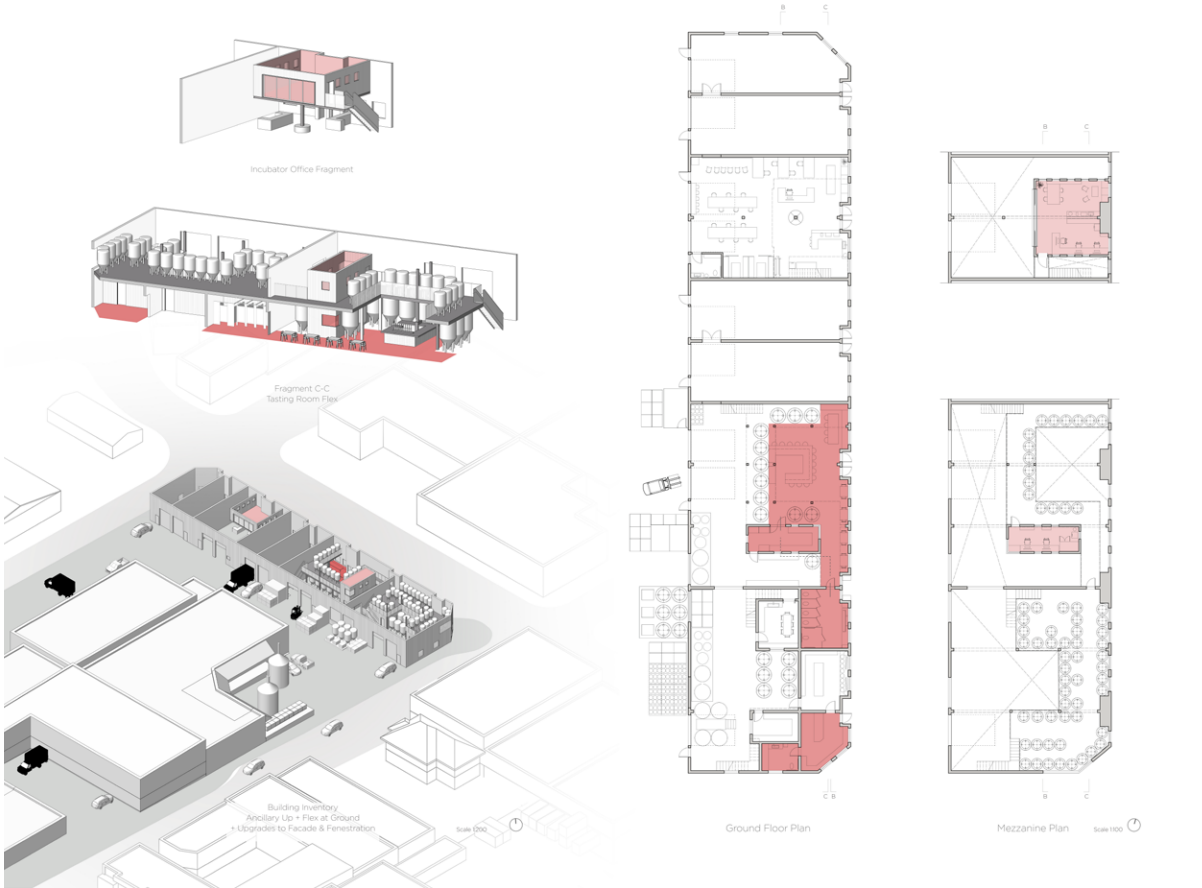 B
C
Incubator Office Fragment
B
C
Fragment C-C
Tasting Room Flex
Building Inventory
Ancillary Up + Flex at Ground
+ Upgrades to Facade & Fenestration
Scale 1:200
C B
Ground Floor Plan
B
C
Mezzanine Plan
Scale 1:100